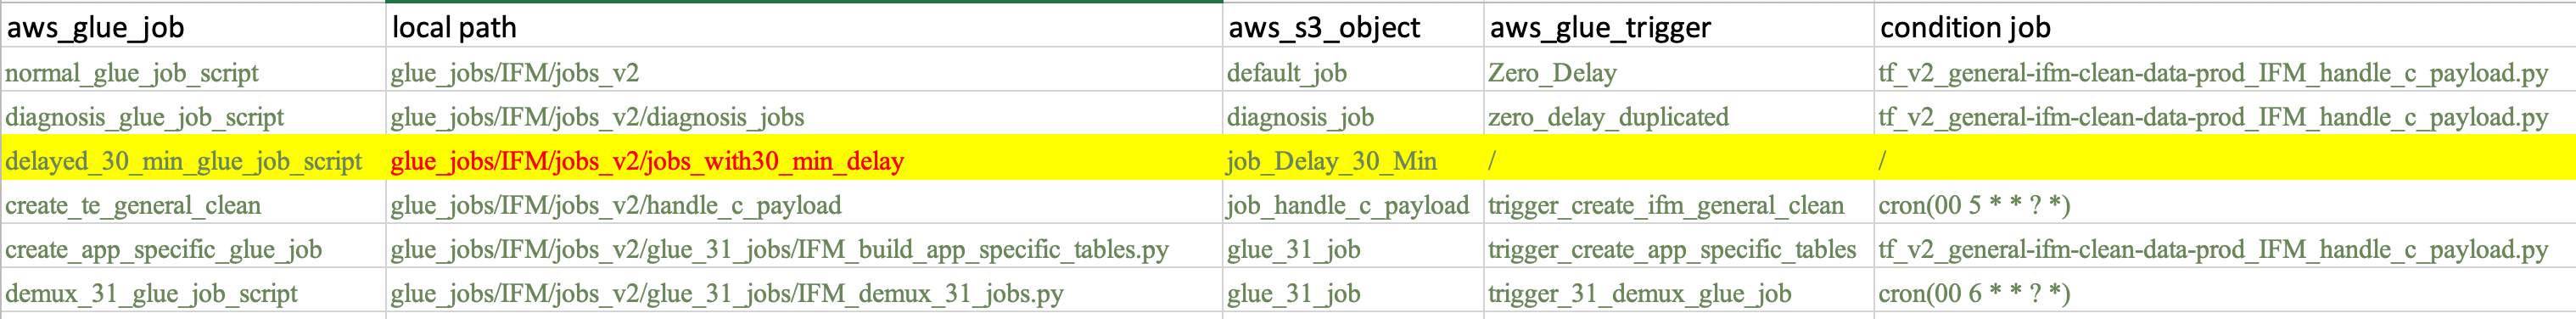 aws_glue_job local path aws_s3_object aws_glue_trigger condition job
normal_glue_job_script glue_jobs/IFM/jobs_v2 default_job Zero_Delay tf_v2_general-ifm-clean-data-prod_IFM_handle_c_payload.py
diagnosis_glue_job_script glue_jobs/IFM/jobs_v2/diagnosis_jobs diagnosis_job zero_delay_duplicated tf_v2_general-ifm-clean-data-prod_IFM_handle_c_payload.py
delayed_30_min_glue_job_script glue_jobs/IFM/jobs_v2/jobs_with30_min_delay job_Delay_30_Min / /
create_te_general_clean glue_jobs/IFM/jobs_v2/handle_c_payload job_handle_c_payload trigger_create_ifm_general_clean cron(00 5 * * ? *)
create_app_specific_glue_job glue_jobs/IFM/jobs_v2/glue_31_jobs/IFM_build_app_specific_tables.py glue_31_job trigger_create_app_specific_tables tf_v2_general-ifm-clean-data-prod_IFM_handle_c_payload.py
demux_31_glue_job_script glue_jobs/IFM/jobs_v2/glue_31_jobs/IFM_demux_31_jobs.py glue_31_job trigger_31_demux_glue_job cron(00 6 * * ? *)